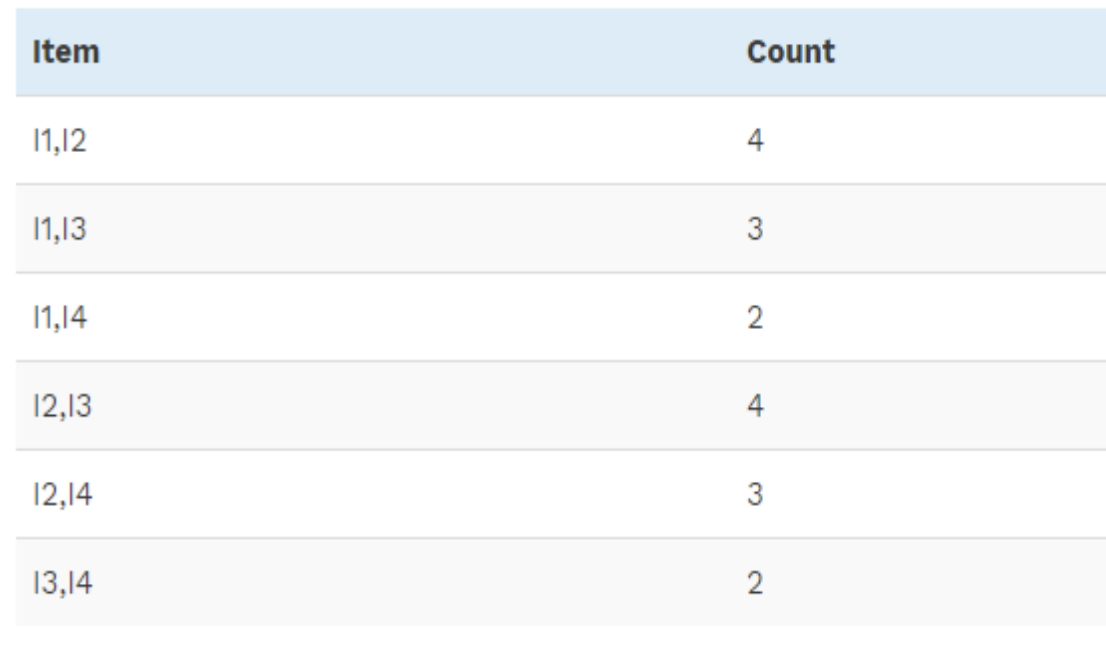 Item Count
I1,I2 4
I1,I3 3
I1,I4 2
I2,I3 4
I2,I4 3
I3,I4 2